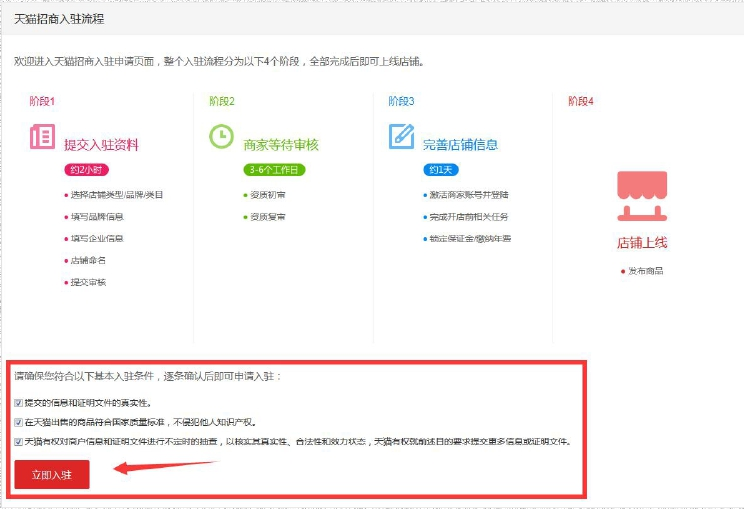 天猫招商入驻流程
欢迎进入天猫招商入驻申请页面，整个入驻流程分为以下4个阶段，全部完成后即可上线店铺。
阶段1
提交入驻资料
约2小时
选择店铺类型/品牌/类目
填写品牌信息
填写企业信息
店铺命名
提交审核
阶段2
商家等待审核
3-6个工作日
资质初审
资质复审
阶段3
完善店铺信息
约1天
激活商家账号并登陆
完成开店前相关任务
锁定保证金/缴纳年费
阶段4
店铺上线
发布商品
请确保您符合以下基本入驻条件，逐条确认后即可申请入驻：
提交的信息和证明文件的真实性。
在天猫出售的商品符合国家质量标准，不侵犯他人知识产权。
天猫有权对商户信息和证明文件进行不定时的抽查，以核实其真实性、合法性和效力状态，天猫有权就前述目的要求提交更多信息或证明文件。
立即入驻